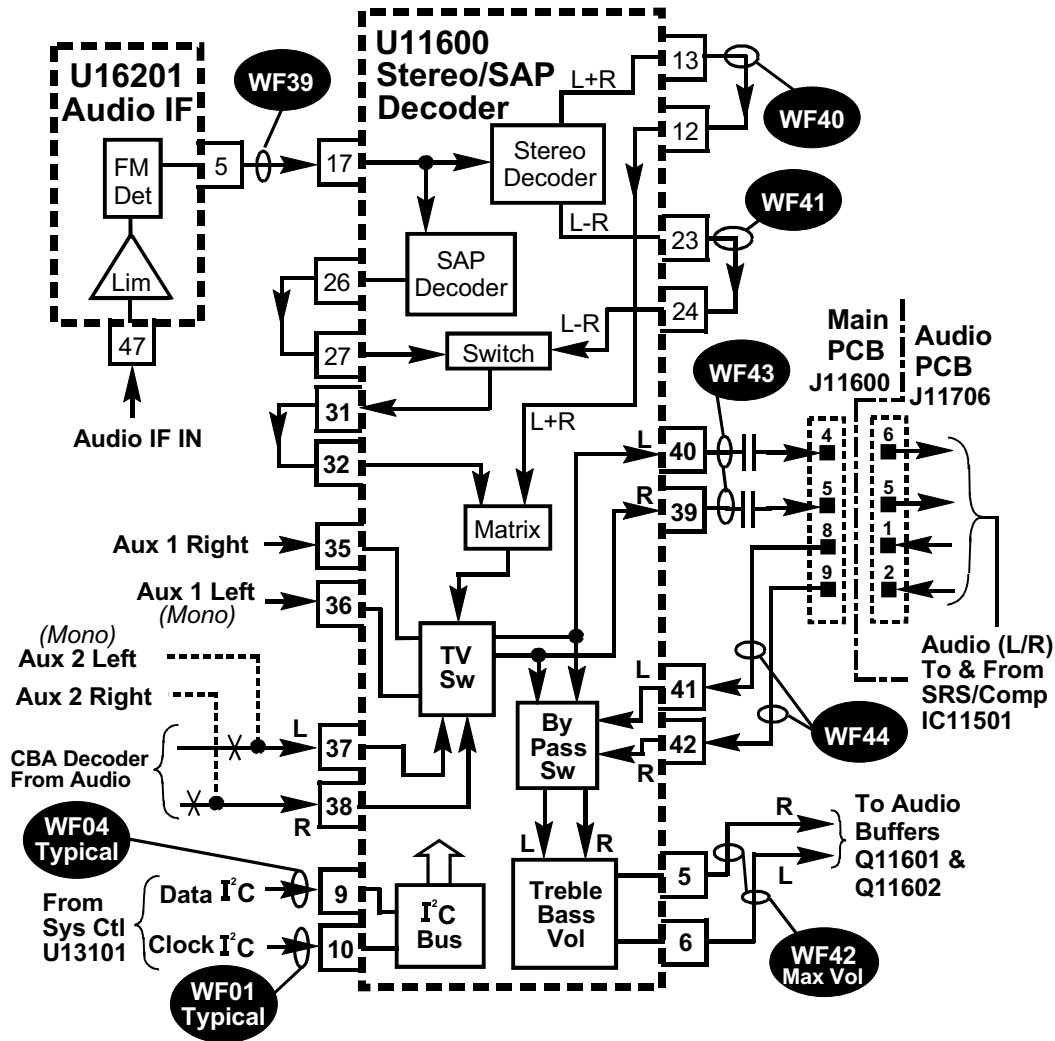 U16201
Audio IF
WF39
U11600
Stereo/SAP
Decoder
L+R
13
WF40
12
FM
Det
5
17
Stereo
Decoder
WF41
L-R
23
Lim
26
SAP
Decoder
24
47
27
Switch
L-R
Main
PCB
J11600
Audio
PCB
J11706
WF43
Audio IF IN
31
L+R
32
L
40
4
6
Matrix
R
39
5
5
Aux 1 Right
35
8
1
Aux 1 Left
(Mono)
36
9
2
(Mono)
Aux 2 Left
Aux 2 Right
TV
Sw
By
Pass
Sw
L
41
R
42
WF44
Audio (L/R)
To & From
SRS/Comp
IC11501
CBA Decoder
From Audio
L
37
R
38
WF04
Typical
From
Sys Ctl
U13101
Data I²C
9
Clock I²C
10
WF01
Typical
I²C
Bus
L
R
Treble
Bass
Vol
5
6
R
L
To Audio
Buffers
Q11601 &
Q11602
WF42
Max Vol